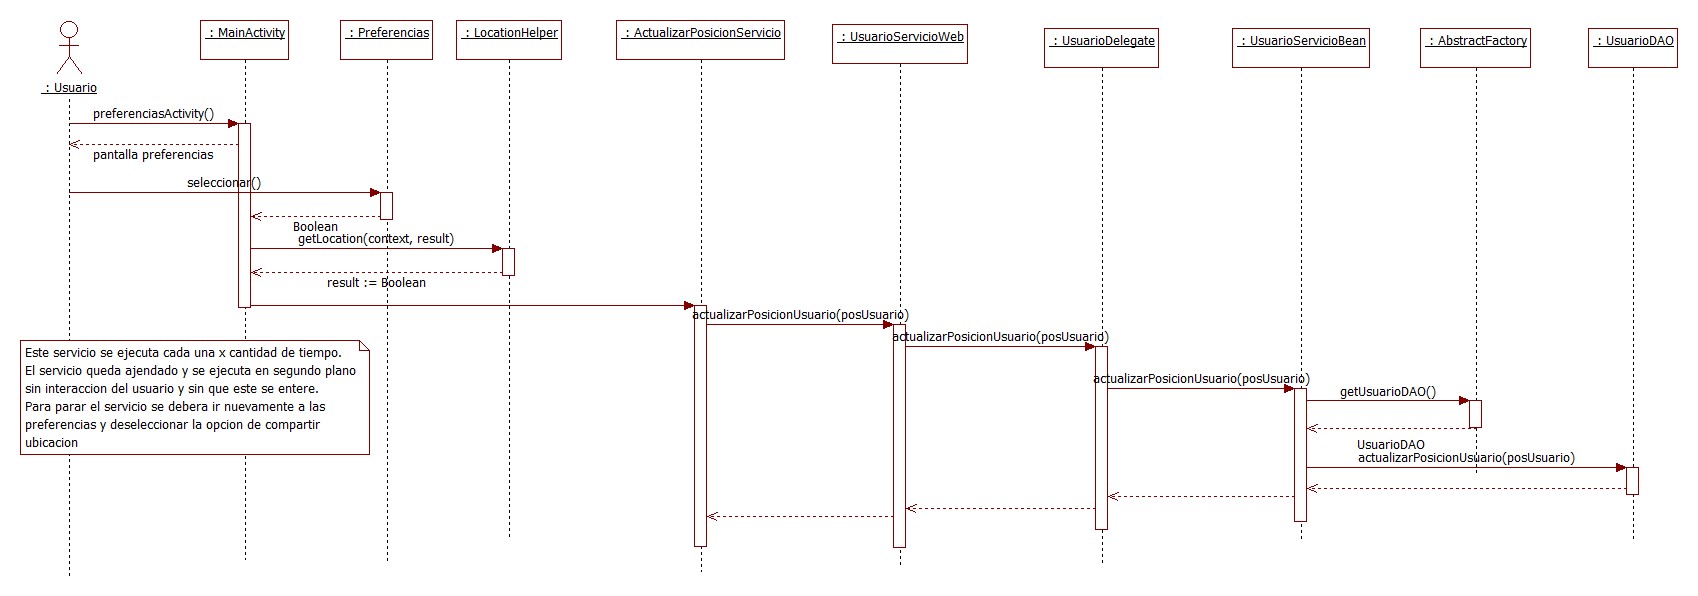 : MainActivity
: Preferencias
: LocationHelper
: ActualizarPosicionServicio
: UsuarioServicioWeb
: UsuarioDelegate
: UsuarioServicioBean
: AbstractFactory
: UsuarioDAO
: Usuario
preferenciasActivity()
pantalla preferencias
seleccionar()
Boolean
getLocation(context, result)
result := Boolean
actualizarPosicionUsuario(posUsuario)
actualizarPosicionUsuario(posUsuario)
actualizarPosicionUsuario(posUsuario)
getUsuarioDAO()
UsuarioDAO
actualizarPosicionUsuario(posUsuario)
Este servicio se ejecuta cada una x cantidad de tiempo.
El servicio queda ajendado y se ejecuta en segundo plano
sin interaccion del usuario y sin que este se entere.
Para parar el servicio se debera ir nuevamente a las
preferencias y deseleccionar la opcion de compartir
ubicacion